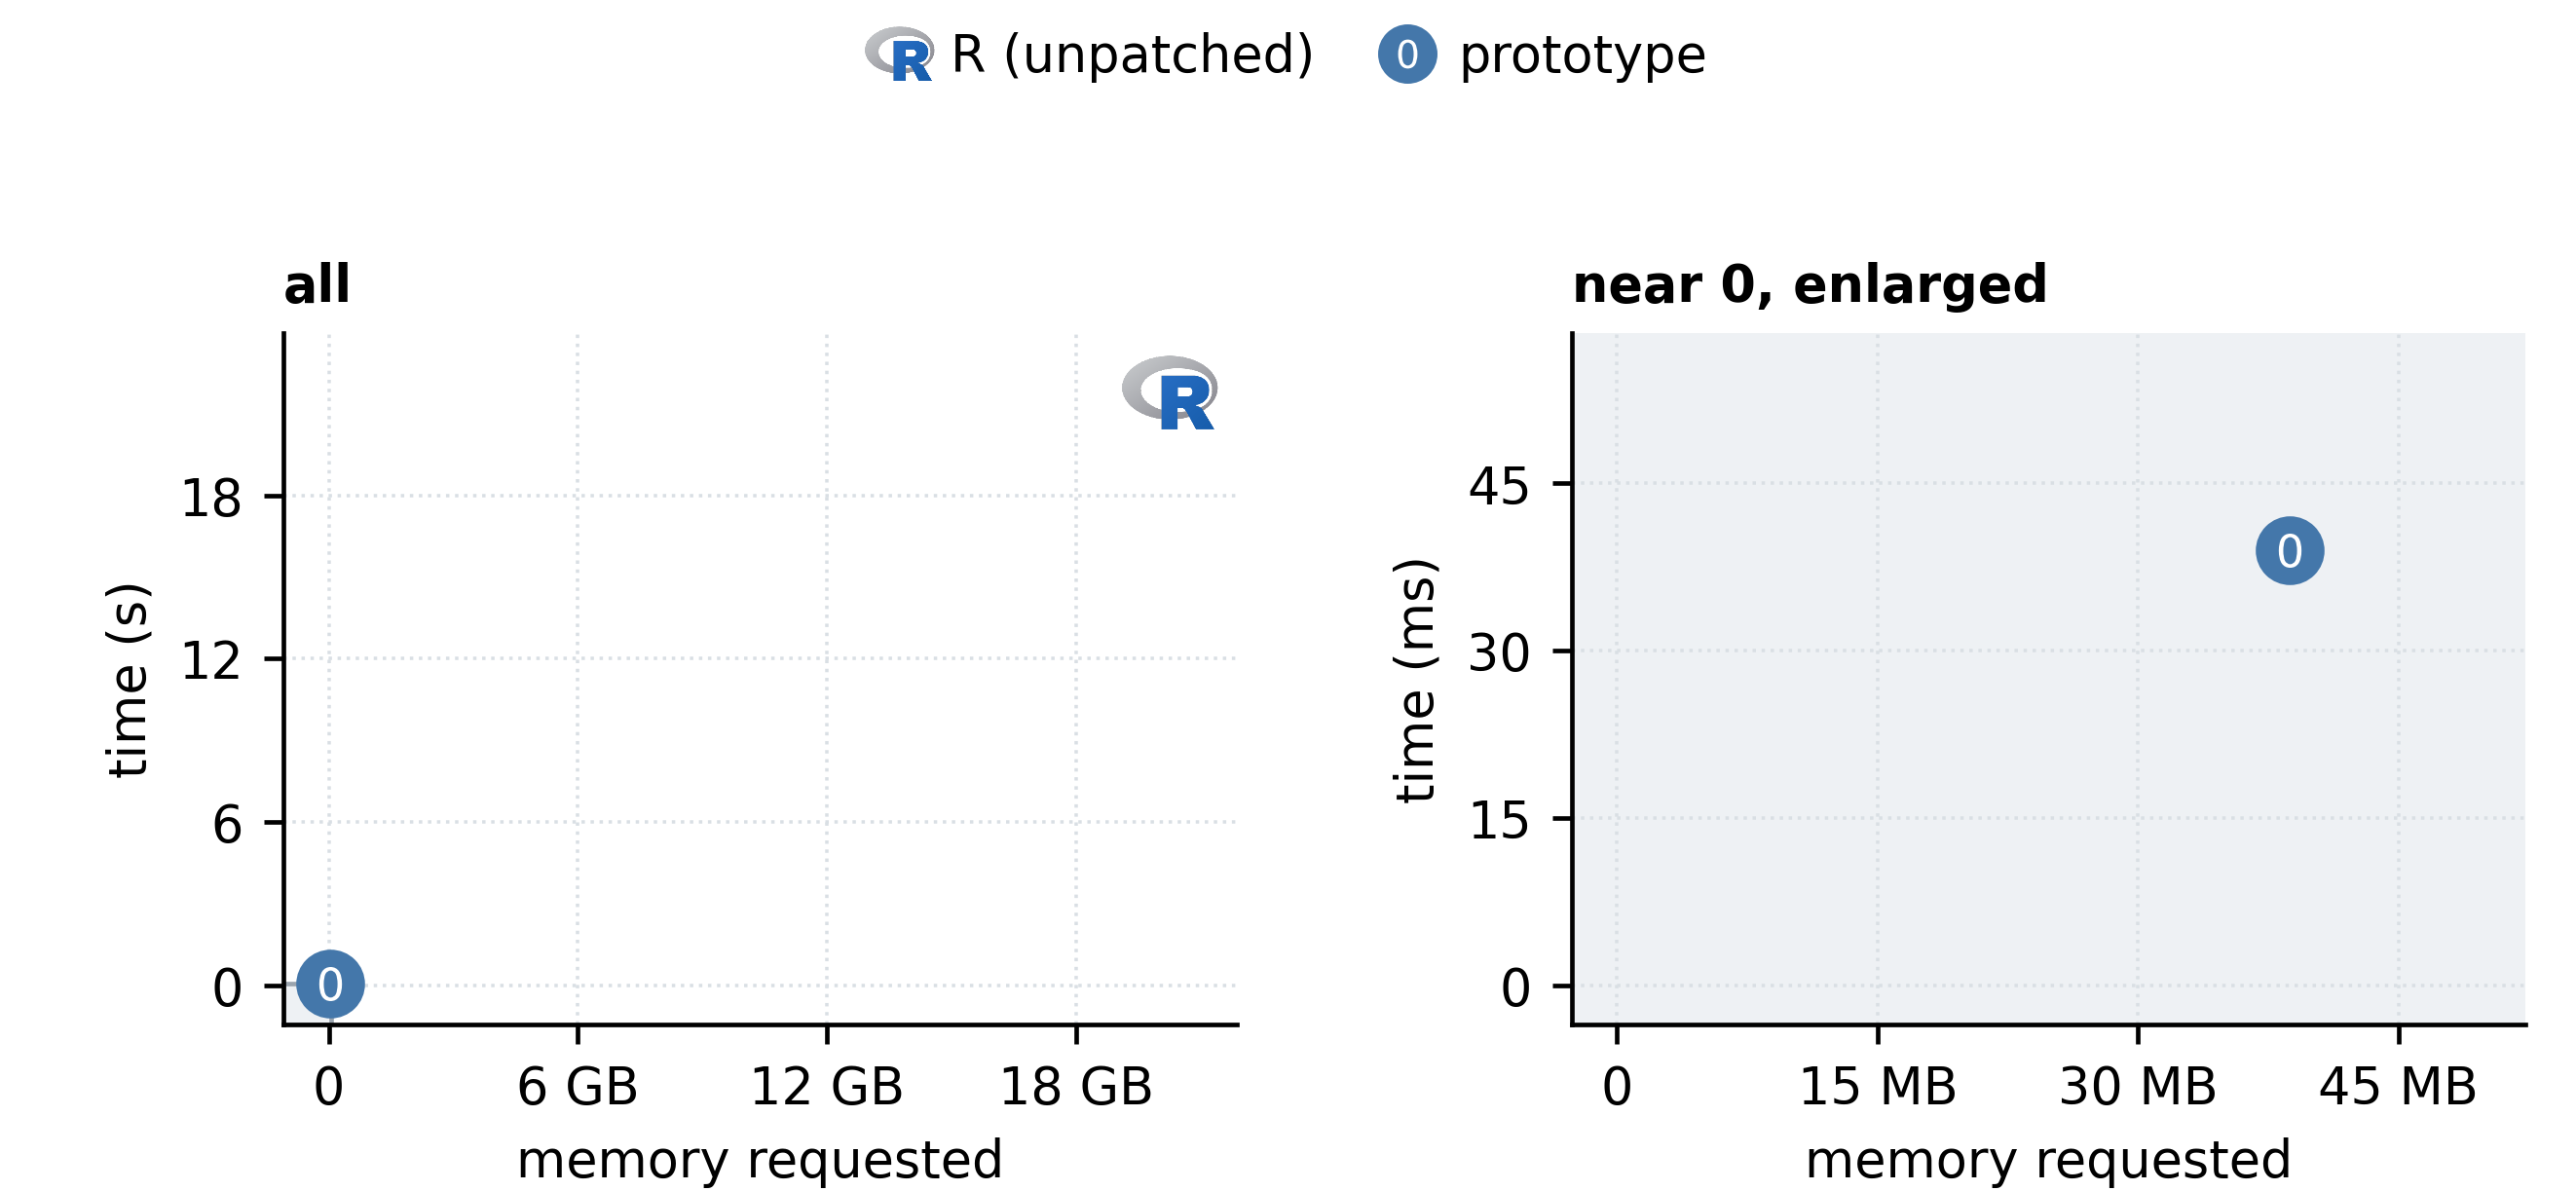 R R (unpatched) 0 prototype
all
R
18
12
6
0
time (s)
0
0 6 GB 12 GB 18 GB
memory requested
near 0, enlarged
45
30
15
0
time (ms)
0
0 15 MB 30 MB 45 MB
memory requested